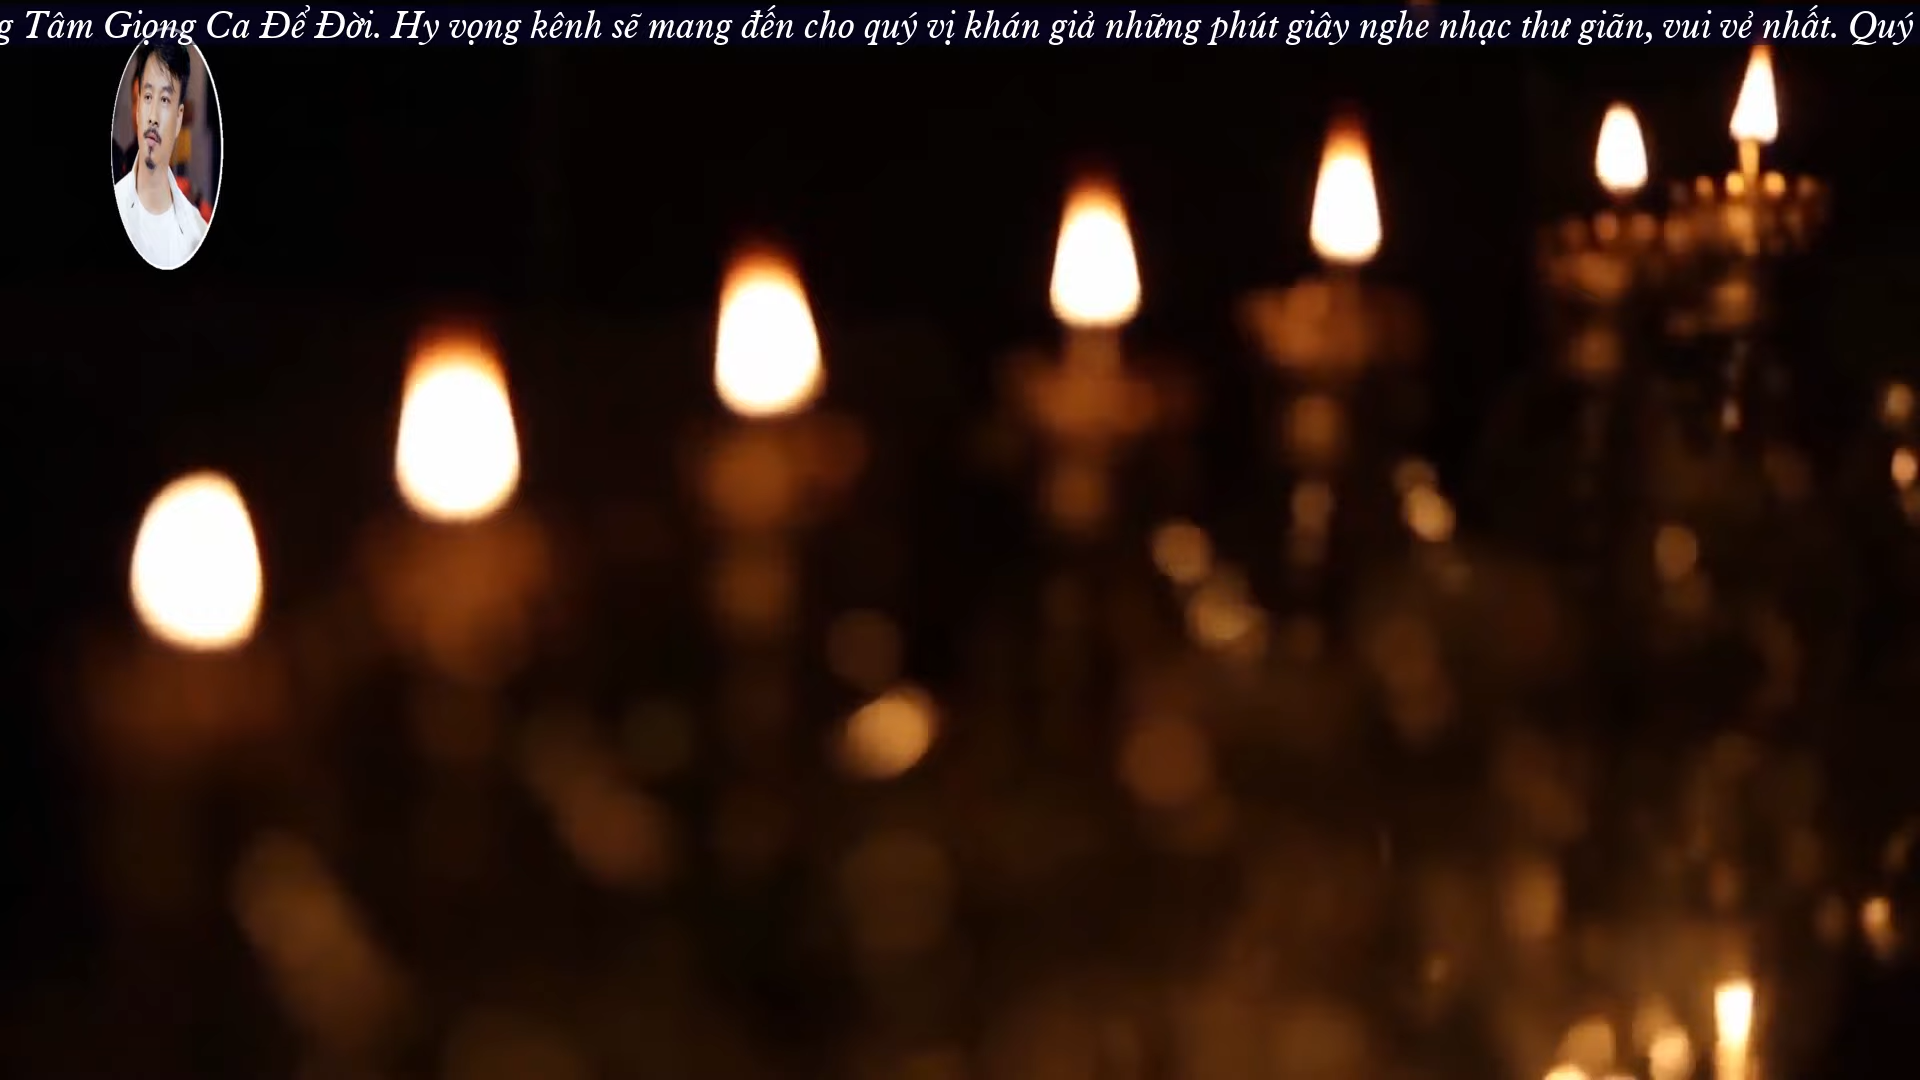 g Tâm Giọng Ca Để Đời. Hy vọng kênh sẽ mang đến cho quý vị khán giả những phút giây nghe nhạc thư giãn, vui vẻ nhất. Quý